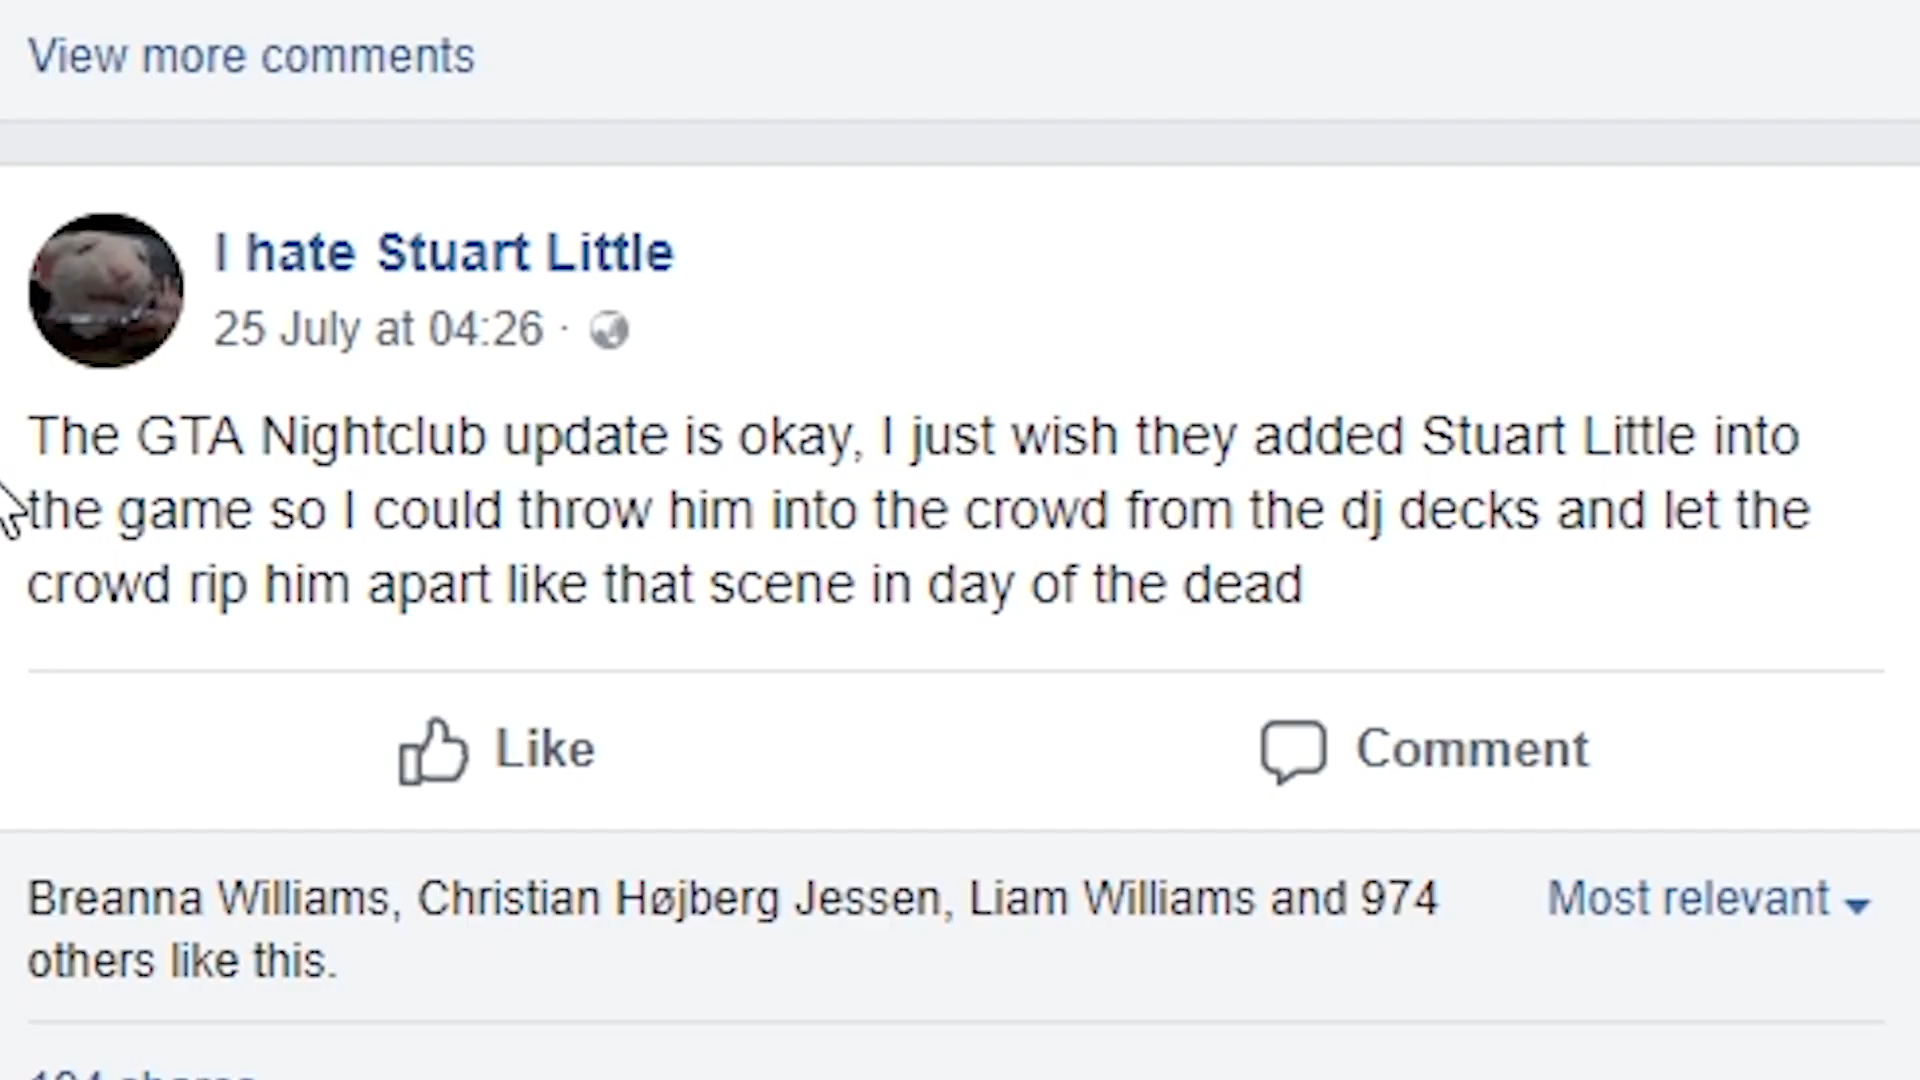 View more comments
I hate Stuart Little
25 July at 04:26 ·
The GTA Nightclub update is okay, I just wish they added Stuart Little into
the game so I could throw him into the crowd from the dj decks and let the
crowd rip him apart like that scene in day of the dead
Like
Comment
Breanna Williams, Christian Højberg Jessen, Liam Williams and 974
Most relevant
others like this.